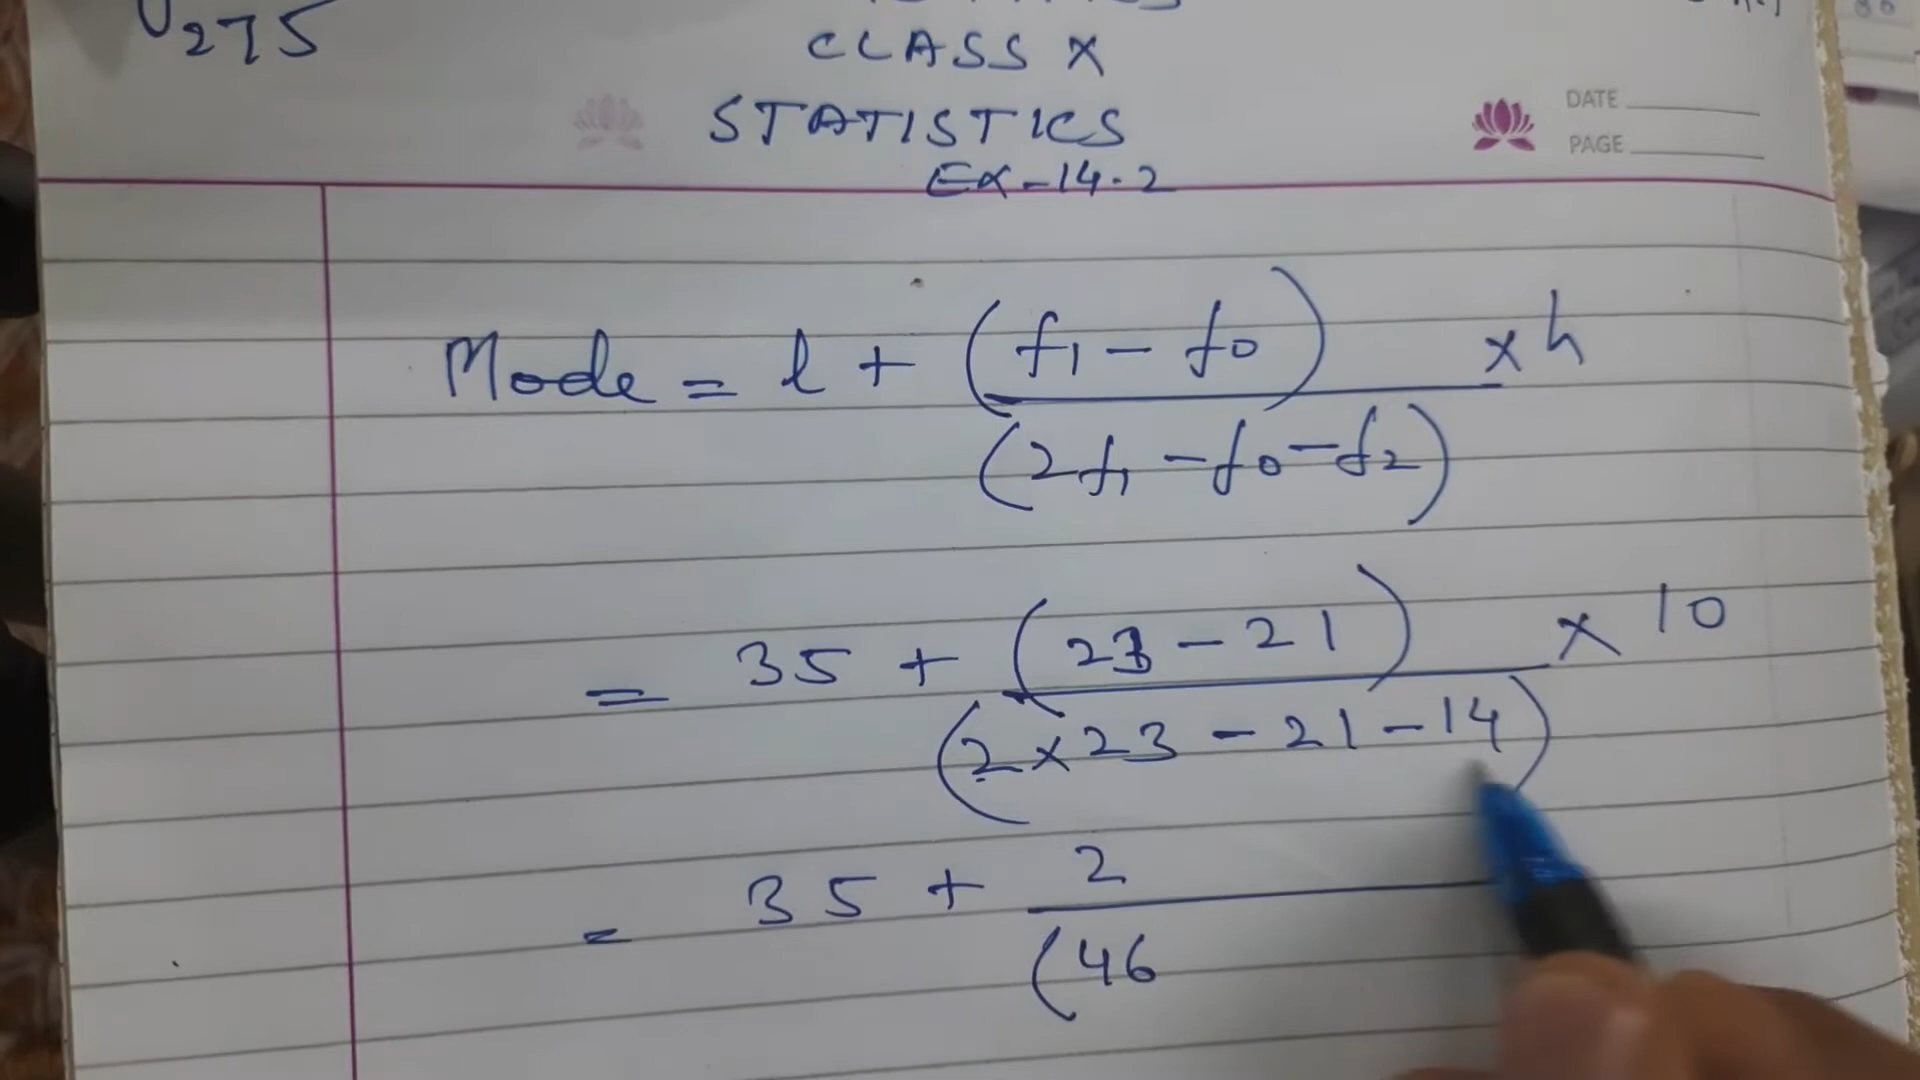 275
CLASS X
STATISTICS
DATE
PAGE
Ex-14.2
Mode = l + (f1 - f0) x h
(2f1 - f0 - f2)
= 35 + (23 - 21) x 10
(2 x 23 - 21 - 14)
= 35 + 2
(46